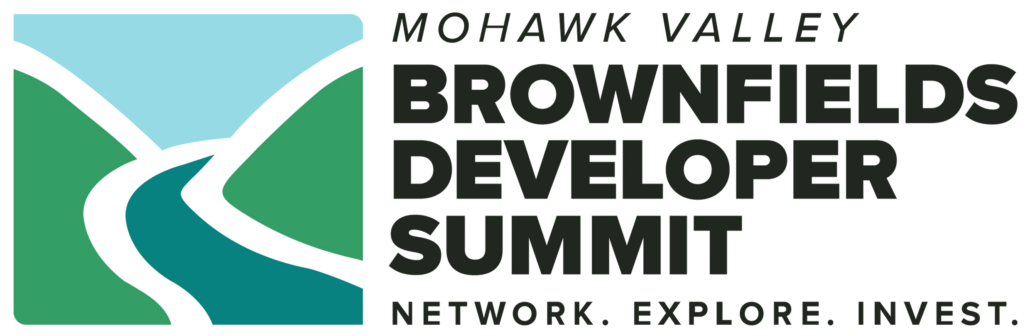 MOHAWK VALLEY
BROWNFIELDS
DEVELOPER
SUMMIT
NETWORK. EXPLORE. INVEST.